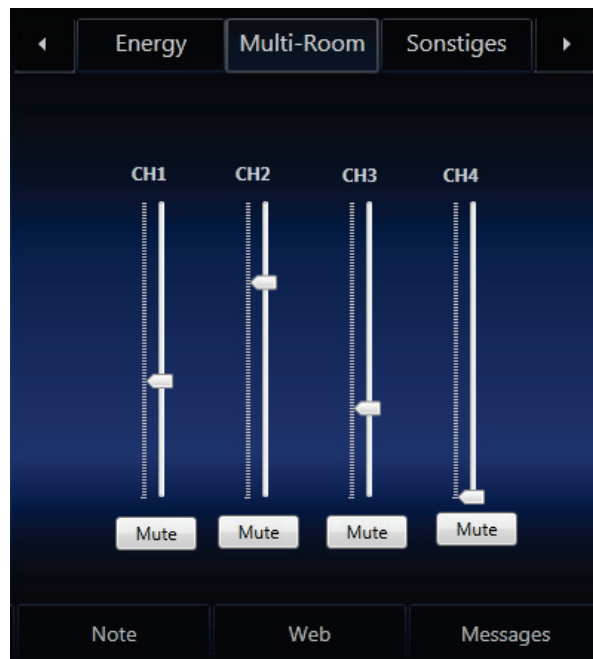 Energy Multi-Room Sonstiges
CH1 CH2 CH3 CH4
Mute Mute Mute Mute
Note Web Messages